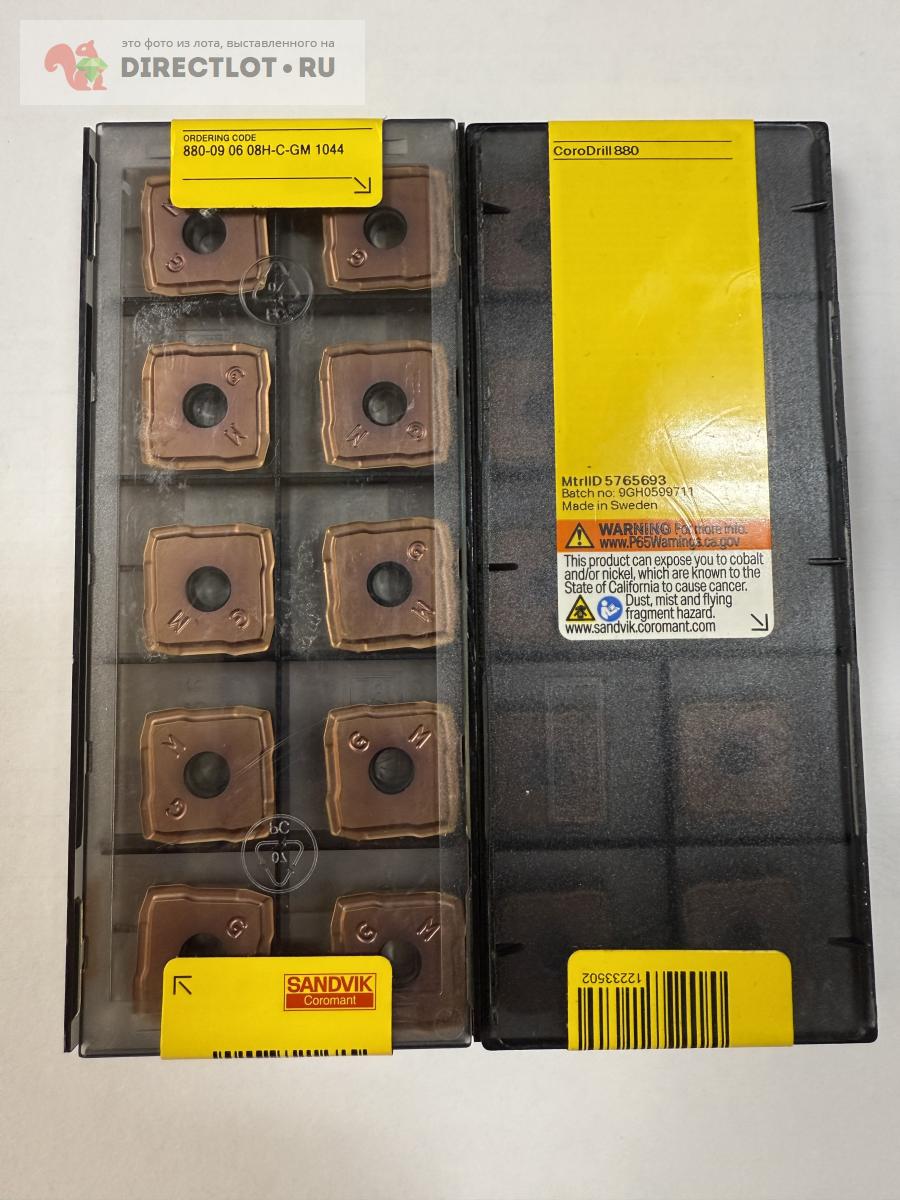 это фото из лота, выставленного на
DIRECTLOT•RU
ORDERING CODE
880-09 06 08H-C-GM 1044
CoroDrill 880
MtrlID 5765693
Batch no: 9GH0599711
Made in Sweden
WARNING For more info.
www.P65Warnings.ca.gov
This product can expose you to cobalt
and/or nickel, which are known to the
State of California to cause cancer.
Dust, mist and flying
fragment hazard.
www.sandvik.coromant.com
G M
G M
G M
G M
PC
70
G M
SANDVIK
Coromant
12233502